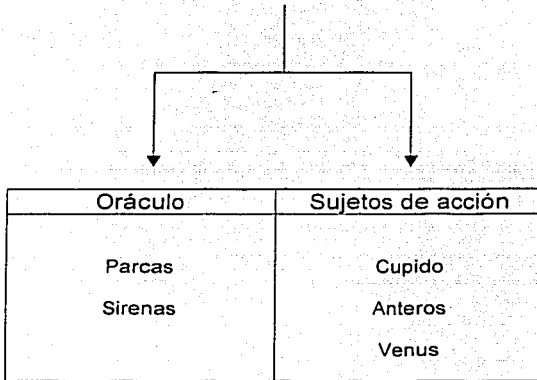 Oráculo Sujetos de acción
Parcas Cupido
Sirenas Anteros
Venus